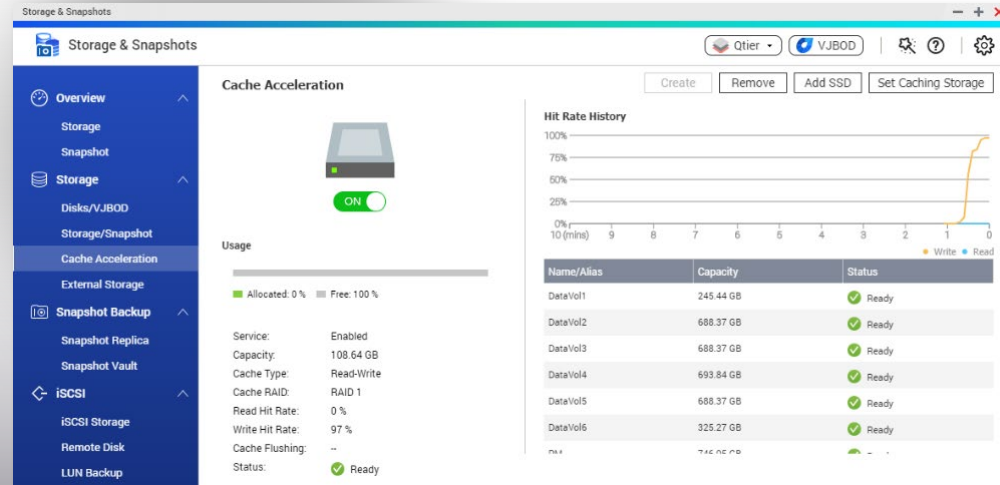 Storage & Snapshots
Storage & Snapshots
Qtier
VJBOD
Overview
Storage
Snapshot
Storage
Disks/VJBOD
Storage/Snapshot
Cache Acceleration
External Storage
Snapshot Backup
Snapshot Replica
Snapshot Vault
iSCSI
iSCSI Storage
Remote Disk
LUN Backup
Cache Acceleration
Create Remove Add SSD Set Caching Storage
ON
Usage
Allocated: 0 % Free: 100 %
Service: Enabled
Capacity: 108.64 GB
Cache Type: Read-Write
Cache RAID: RAID 1
Read Hit Rate: 0 %
Write Hit Rate: 97 %
Cache Flushing: --
Status: Ready
Hit Rate History
100%
75%
50%
25%
0%
10 (mins) 9 8 7 6 5 4 3 2 1 0
Write Read
Name/Alias Capacity Status
DataVol1 245.44 GB Ready
DataVol2 688.37 GB Ready
DataVol3 688.37 GB Ready
DataVol4 693.84 GB Ready
DataVol5 688.37 GB Ready
DataVol6 325.27 GB Ready